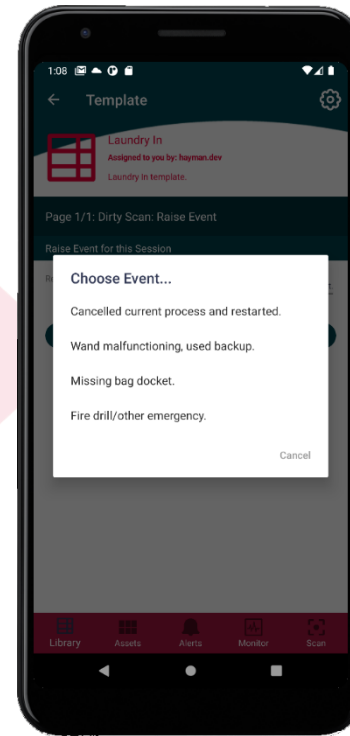 1:08
Template
Laundry In
Assigned to you by: hayman.dev
Laundry In template.
Page 1/1: Dirty Scan: Raise Event
Raise Event for this Session
Choose Event...
Cancelled current process and restarted.
Wand malfunctioning, used backup.
Missing bag docket.
Fire drill/other emergency.
Cancel
Library Assets Alerts Monitor Scan